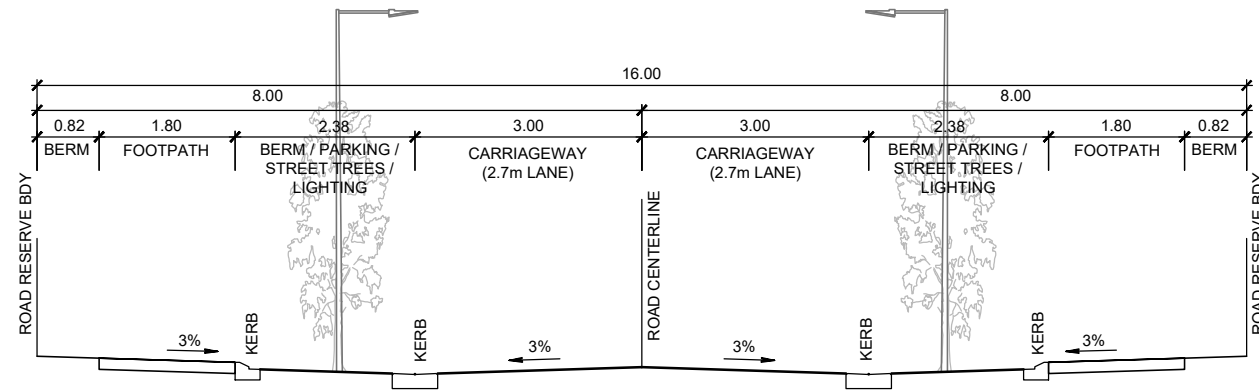 16.00
8.00 8.00
0.82 1.80 2.38 3.00 3.00 2.38 1.80 0.82
BERM FOOTPATH BERM / PARKING / CARRIAGEWAY CARRIAGEWAY BERM / PARKING / FOOTPATH BERM
STREET TREES / (2.7m LANE) (2.7m LANE) STREET TREES /
LIGHTING LIGHTING
ROAD RESERVE BDY
ROAD CENTERLINE
ROAD RESERVE BDY
KERB
KERB
KERB
KERB
3% 3% 3% 3%